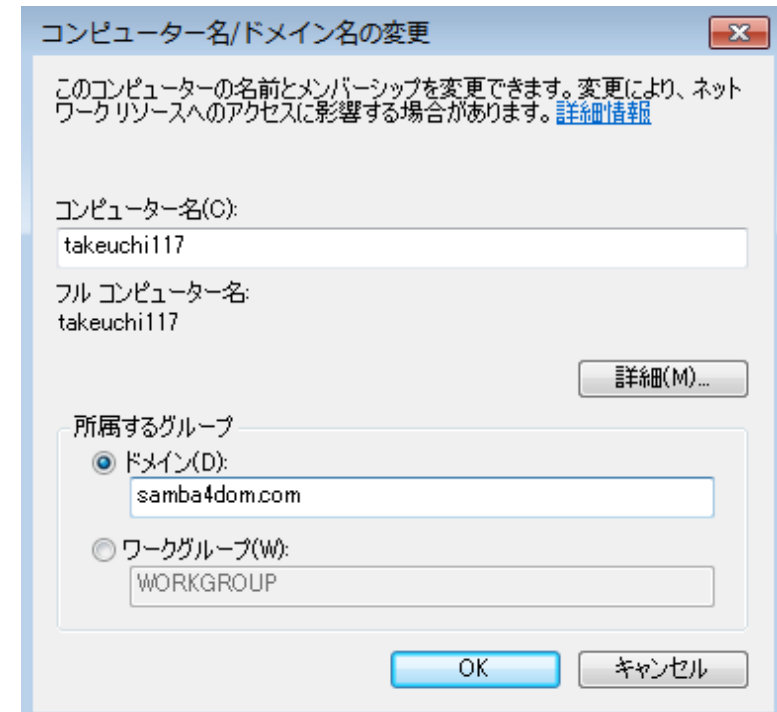 コンピューター名/ドメイン名の変更
このコンピューターの名前とメンバーシップを変更できます。変更により、ネット
ワーク リソースへのアクセスに影響する場合があります。詳細情報
コンピューター名(C):
takeuchi117
フル コンピューター名:
takeuchi117
詳細(M)...
所属するグループ
ドメイン(D):
samba4dom.com
ワークグループ(W):
WORKGROUP
OK キャンセル